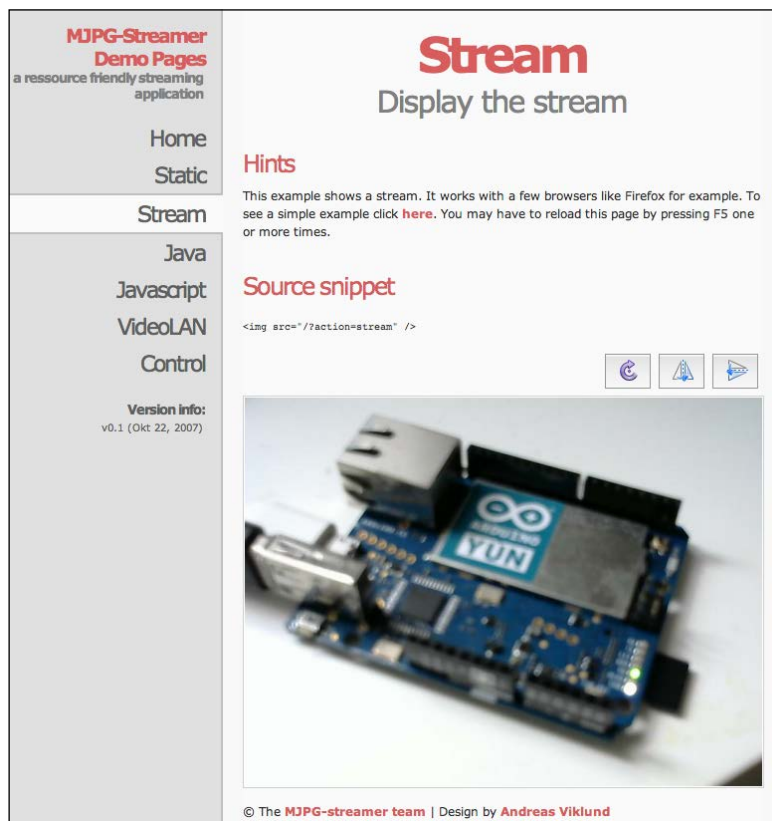 MJPG-Streamer
Demo Pages
a ressource friendly streaming
application
Home
Static
Stream
Java
Javascript
VideoLAN
Control
Version info:
v0.1 (Okt 22, 2007)
Stream
Display the stream
Hints
This example shows a stream. It works with a few browsers like Firefox for example. To
see a simple example click here. You may have to reload this page by pressing F5 one
or more times.
Source snippet
<img src="/?action=stream" />
ARDUINO
YUN
© The MJPG-streamer team | Design by Andreas Viklund